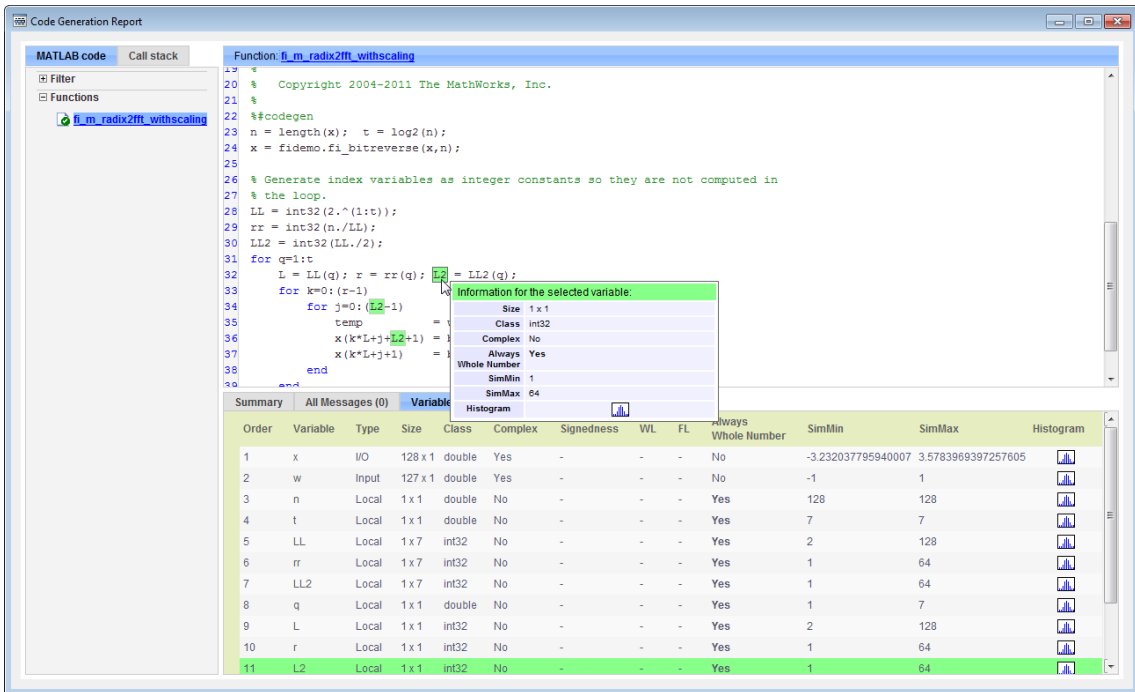 Code Generation Report
MATLAB code Call stack
Filter
Functions
fi_m_radix2fft_withscaling
Function: fi_m_radix2fft_withscaling
19 %
20 % Copyright 2004-2011 The MathWorks, Inc.
21 %
22 %#codegen
23 n = length(x); t = log2(n);
24 x = fidemo.fi_bitreverse(x,n);
25
26 % Generate index variables as integer constants so they are not computed in
27 % the loop.
28 LL = int32(2.^(1:t));
29 rr = int32(n./LL);
30 LL2 = int32(LL./2);
31 for q=1:t
32 L = LL(q); r = rr(q); L2 = LL2(q);
33 for k=0:(r-1)
34 for j=0:(L2-1)
35 temp =
36 x(k*L+j+L2+1) =
37 x(k*L+j+1) =
38 end
39 end
Information for the selected variable:
Size 1 x 1
Class int32
Complex No
Always Yes
Whole Number
SimMin 1
SimMax 64
Histogram
Summary All Messages (0) Variable
Order Variable Type Size Class Complex Signedness WL FL Always Whole Number SimMin SimMax Histogram
1 x I/O 128 x 1 double Yes - - - No -3.232037795940007 3.5783969397257605
2 w Input 127 x 1 double Yes - - - No -1 1
3 n Local 1 x 1 double No - - - Yes 128 128
4 t Local 1 x 1 double No - - - Yes 7 7
5 LL Local 1 x 7 int32 No - - - Yes 2 128
6 rr Local 1 x 7 int32 No - - - Yes 1 64
7 LL2 Local 1 x 7 int32 No - - - Yes 1 64
8 q Local 1 x 1 double No - - - Yes 1 7
9 L Local 1 x 1 int32 No - - - Yes 2 128
10 r Local 1 x 1 int32 No - - - Yes 1 64
11 L2 Local 1 x 1 int32 No - - - Yes 1 64